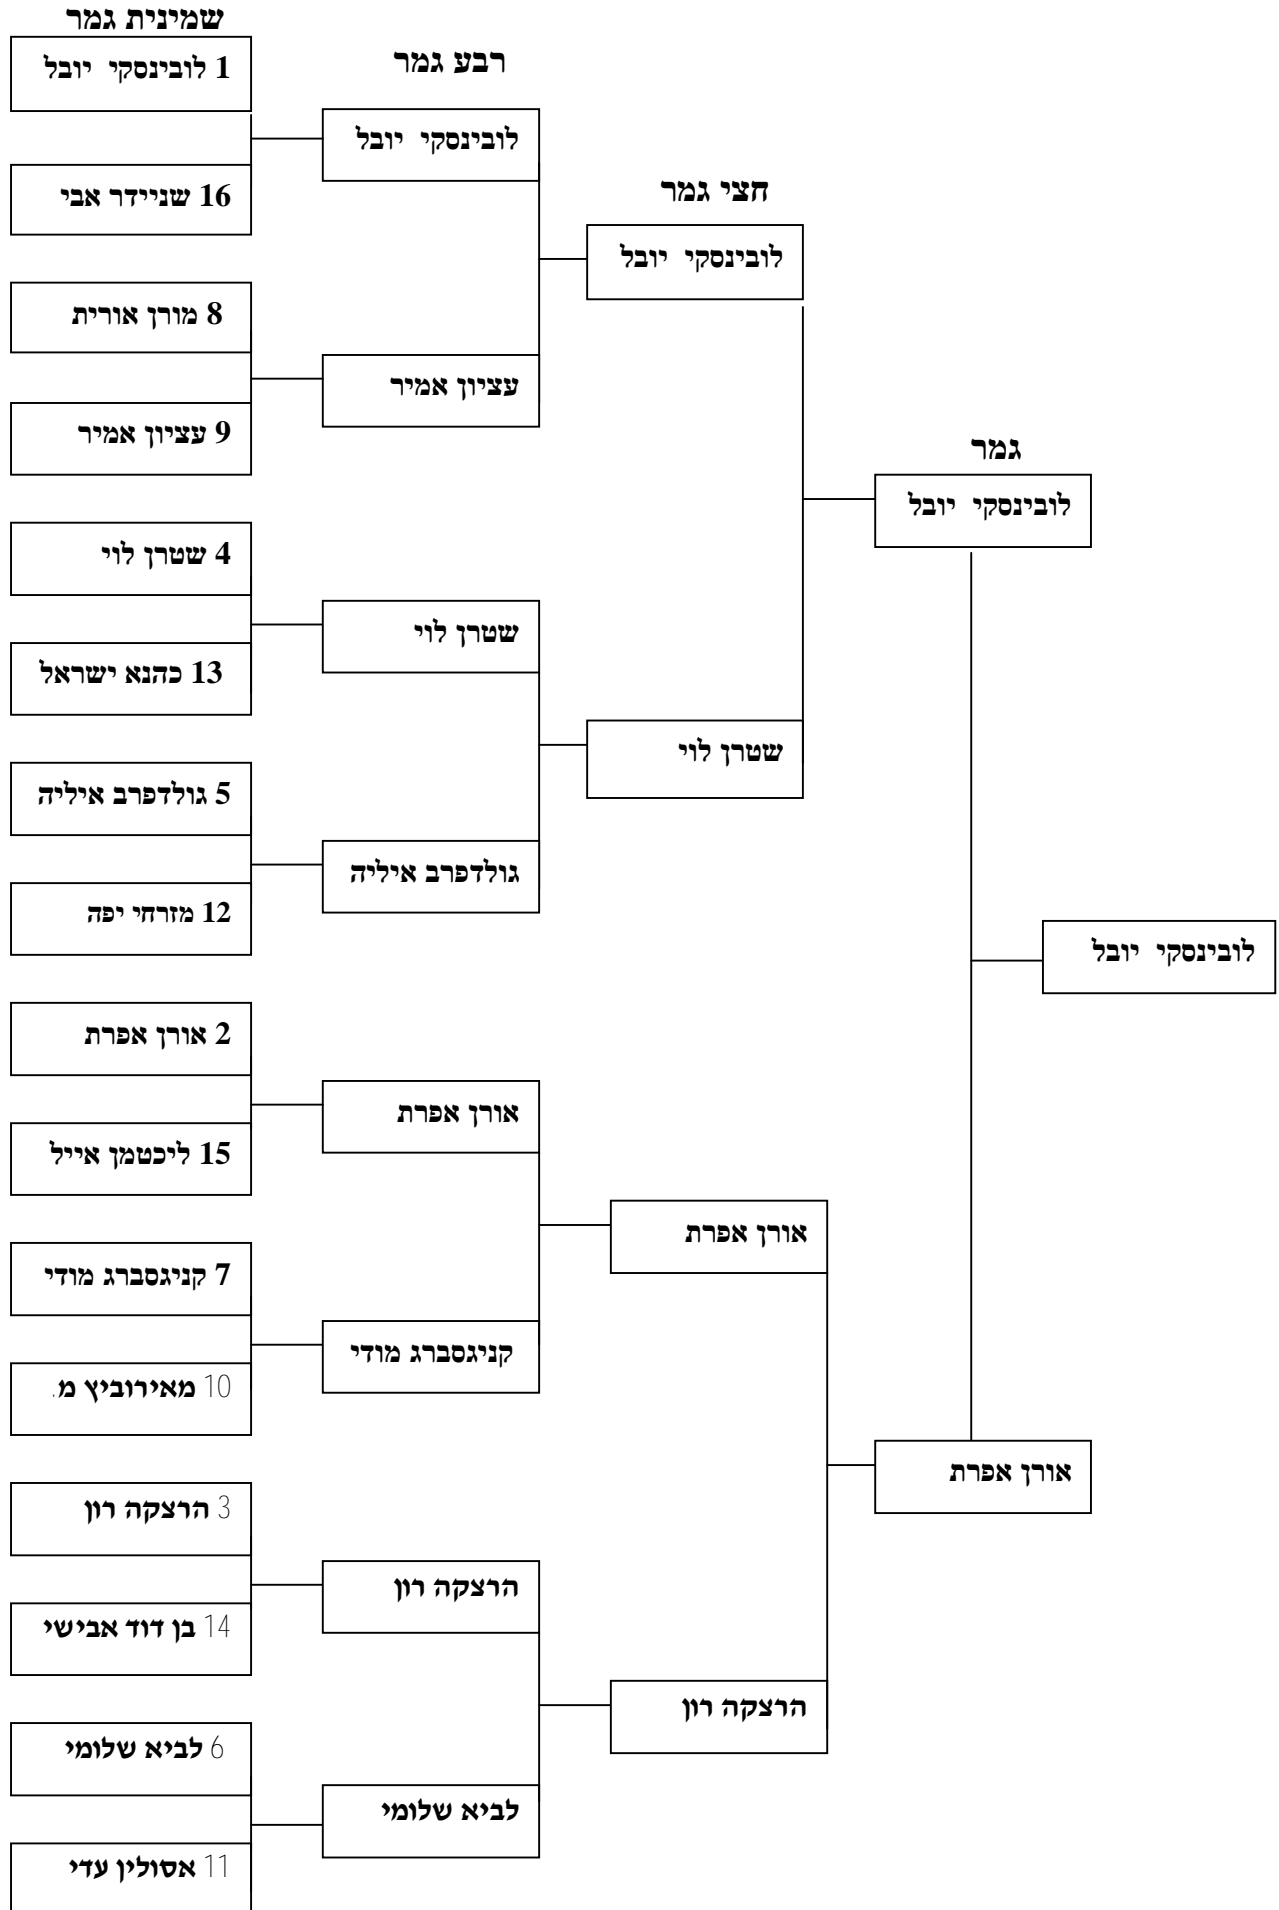 שמינית גמר
1 לובינסקי יובל
16 שניידר אבי
8 מורן אורית
9 עציון אמיר
4 שטרן לוי
13 כהנא ישראל
5 גולדפרב איליה
12 מזרחי יפה
2 אורן אפרת
15 ליכטמן אייל
7 קניגסברג מודי
10 מאירוביץ מ.
3 הרצקה רון
14 בן דוד אבישי
6 לביא שלומי
11 אסולין עדי
רבע גמר
לובינסקי יובל
עציון אמיר
שטרן לוי
גולדפרב איליה
אורן אפרת
קניגסברג מודי
הרצקה רון
לביא שלומי
חצי גמר
לובינסקי יובל
שטרן לוי
אורן אפרת
הרצקה רון
גמר
לובינסקי יובל
אורן אפרת
לובינסקי יובל